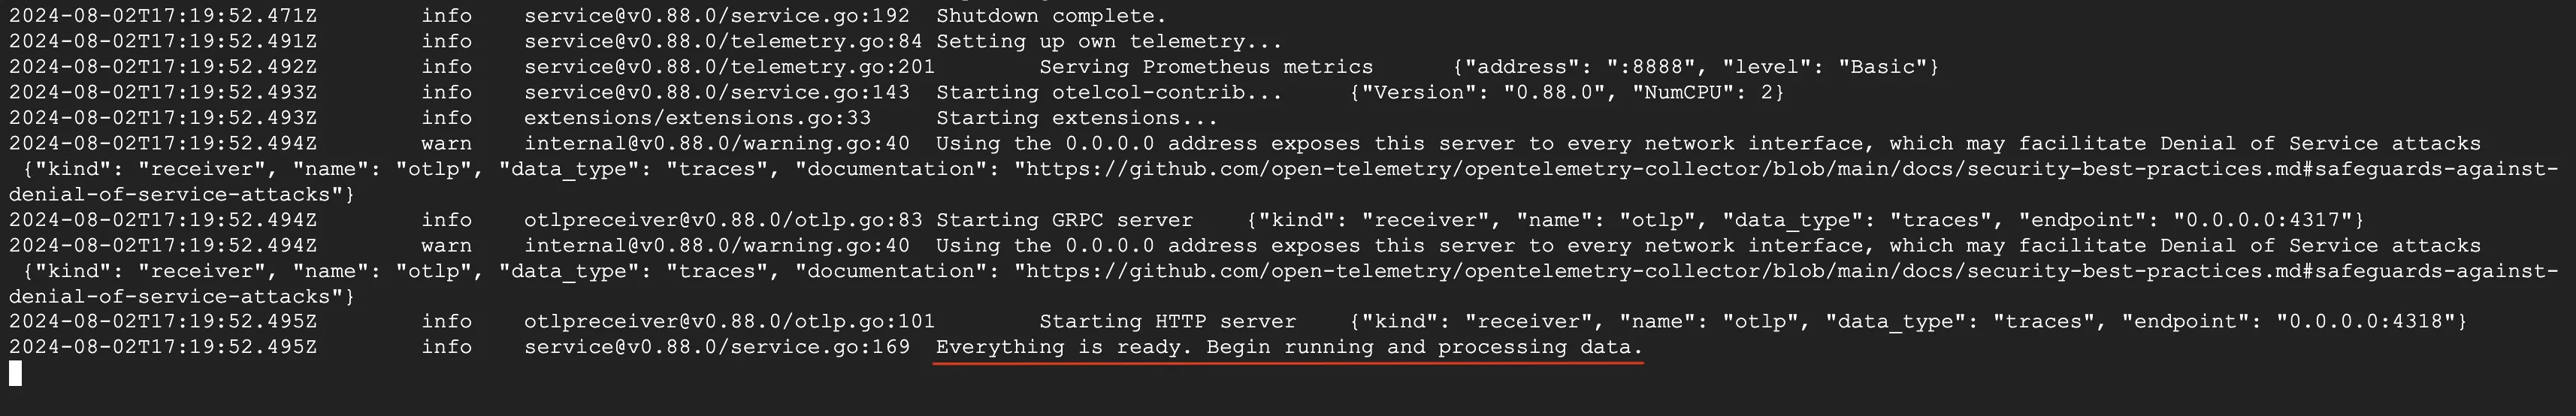 2024-08-02T17:19:52.471Z info service@v0.88.0/service.go:192 Shutdown complete.
2024-08-02T17:19:52.491Z info service@v0.88.0/telemetry.go:84 Setting up own telemetry...
2024-08-02T17:19:52.492Z info service@v0.88.0/telemetry.go:201 Serving Prometheus metrics {"address": ":8888", "level": "Basic"}
2024-08-02T17:19:52.493Z info service@v0.88.0/service.go:143 Starting otelcol-contrib... {"Version": "0.88.0", "NumCPU": 2}
2024-08-02T17:19:52.493Z info extensions/extensions.go:33 Starting extensions...
2024-08-02T17:19:52.494Z warn internal@v0.88.0/warning.go:40 Using the 0.0.0.0 address exposes this server to every network interface, which may facilitate Denial of Service attacks
{"kind": "receiver", "name": "otlp", "data_type": "traces", "documentation": "https://github.com/open-telemetry/opentelemetry-collector/blob/main/docs/security-best-practices.md#safeguards-against-
denial-of-service-attacks"}
2024-08-02T17:19:52.494Z info otlpreceiver@v0.88.0/otlp.go:83 Starting GRPC server {"kind": "receiver", "name": "otlp", "data_type": "traces", "endpoint": "0.0.0.0:4317"}
2024-08-02T17:19:52.494Z warn internal@v0.88.0/warning.go:40 Using the 0.0.0.0 address exposes this server to every network interface, which may facilitate Denial of Service attacks
{"kind": "receiver", "name": "otlp", "data_type": "traces", "documentation": "https://github.com/open-telemetry/opentelemetry-collector/blob/main/docs/security-best-practices.md#safeguards-against-
denial-of-service-attacks"}
2024-08-02T17:19:52.495Z info otlpreceiver@v0.88.0/otlp.go:101 Starting HTTP server {"kind": "receiver", "name": "otlp", "data_type": "traces", "endpoint": "0.0.0.0:4318"}
2024-08-02T17:19:52.495Z info service@v0.88.0/service.go:169 Everything is ready. Begin running and processing data.